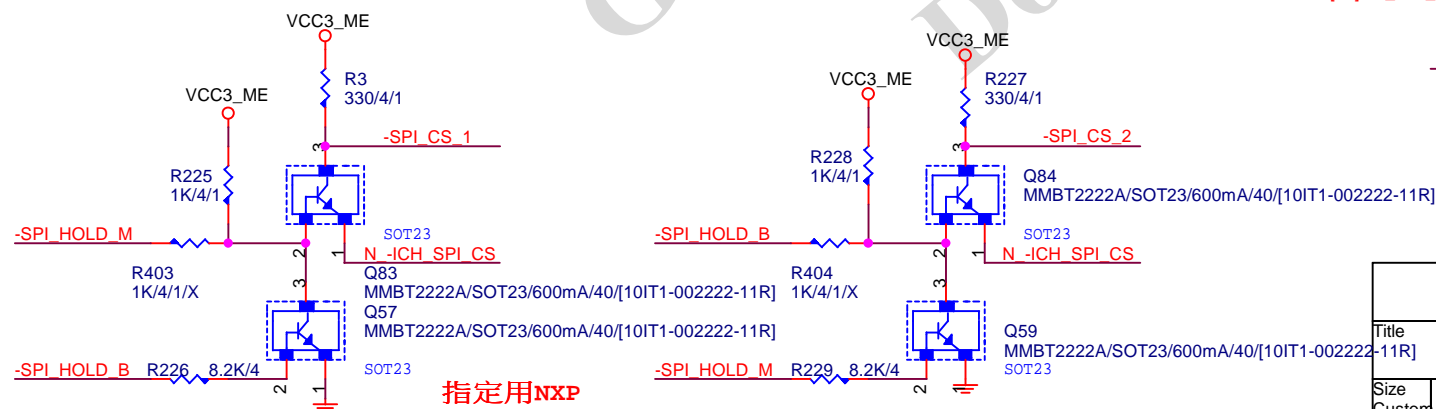 VCC3_ME
R3
330/4/1
VCC3_ME
-SPI_CS_1
3
R225
1K/4/1
-SPI_HOLD_M
SOT23
2
1
N_-ICH_SPI_CS
R403
1K/4/1/X
Q83
MMBT2222A/SOT23/600mA/40/[10IT1-002222-11R]
3
Q57
MMBT2222A/SOT23/600mA/40/[10IT1-002222-11R]
SOT23
-SPI_HOLD_B
R226
8.2K/4
2
1
指定用NXP
VCC3_ME
R227
330/4/1
VCC3_ME
-SPI_CS_2
3
R228
1K/4/1
Q84
MMBT2222A/SOT23/600mA/40/[10IT1-002222-11R]
-SPI_HOLD_B
SOT23
2
1
N_-ICH_SPI_CS
R404
1K/4/1/X
3
Q59
MMBT2222A/SOT23/600mA/40/[10IT1-002222-11R]
SOT23
-SPI_HOLD_M
R229
8.2K/4
2
1
Title
Size
Custom